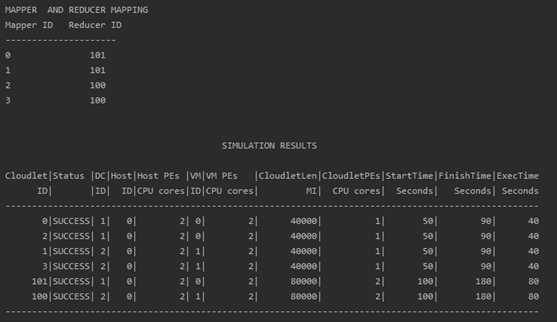 MAPPER  AND REDUCER MAPPING
Mapper ID   Reducer ID
---------------------
0               101
1               101
2               100
3               100
SIMULATION RESULTS
Cloudlet|Status |DC|Host|Host PEs |VM|VM PEs   |CloudletLen|CloudletPEs|StartTime|FinishTime|ExecTime
      ID|       |ID|  ID|CPU cores|ID|CPU cores|         MI|  CPU cores|  Seconds|   Seconds| Seconds
-----------------------------------------------------------------------------------------------------
       0|SUCCESS| 1|   0|        2| 0|        2|      40000|          1|       50|        90|      40
       2|SUCCESS| 1|   0|        2| 0|        2|      40000|          1|       50|        90|      40
       1|SUCCESS| 2|   0|        2| 1|        2|      40000|          1|       50|        90|      40
       3|SUCCESS| 2|   0|        2| 1|        2|      40000|          1|       50|        90|      40
     101|SUCCESS| 1|   0|        2| 0|        2|      80000|          2|      100|       180|      80
     100|SUCCESS| 2|   0|        2| 1|        2|      80000|          2|      100|       180|      80
-----------------------------------------------------------------------------------------------------